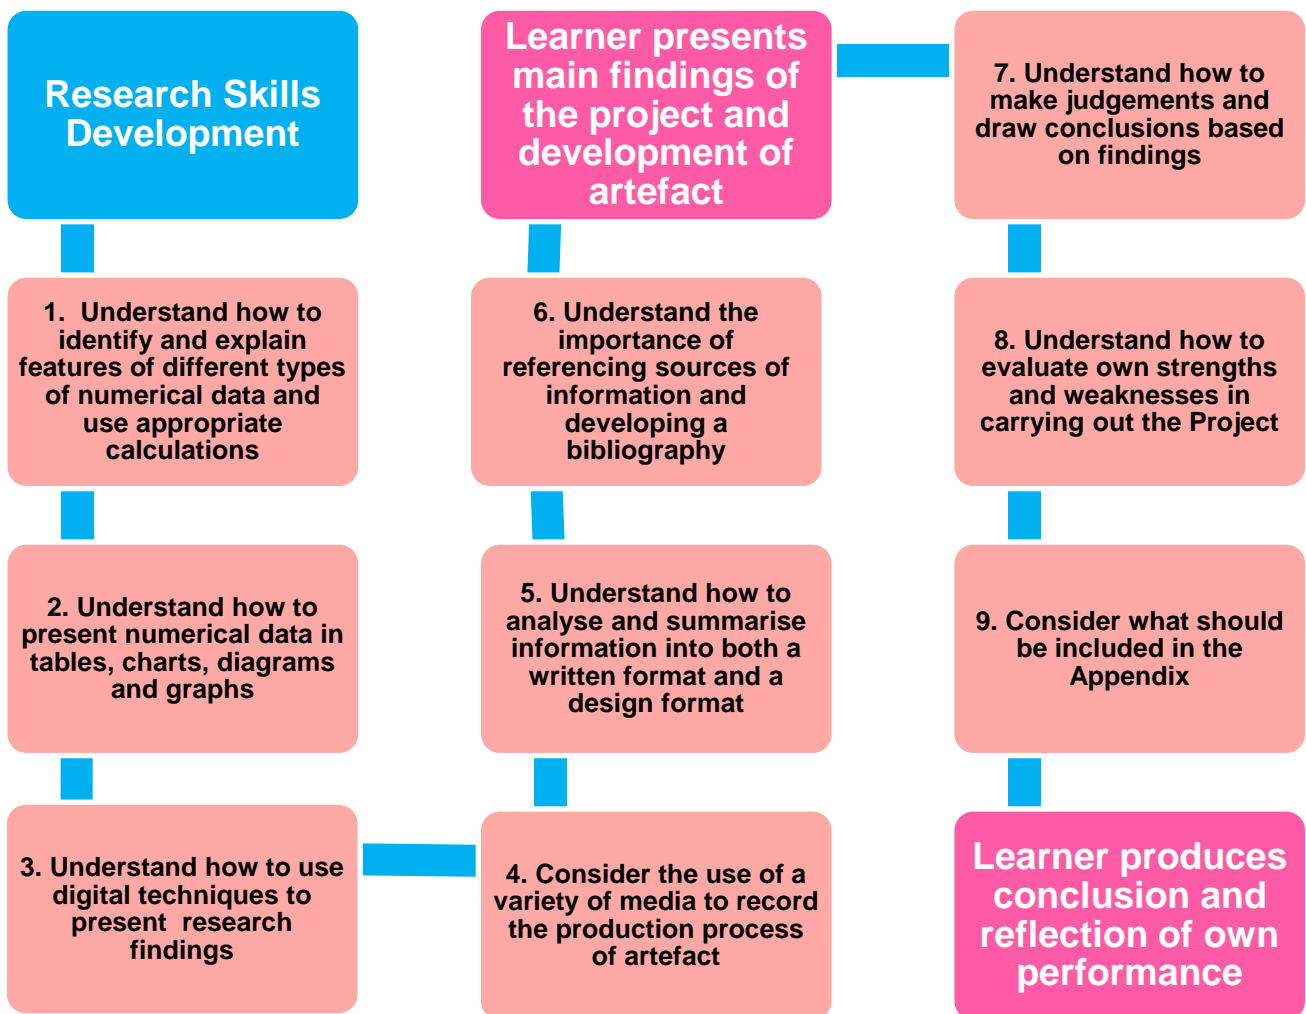 Research Skills
Development
1. Understand how to
identify and explain
features of different types
of numerical data and
use appropriate
calculations
2. Understand how to
present numerical data in
tables, charts, diagrams
and graphs
3. Understand how to use
digital techniques to
present research
findings
4. Consider the use of a
variety of media to record
the production process
of artefact
5. Understand how to
analyse and summarise
information into both a
written format and a
design format
6. Understand the
importance of
referencing sources of
information and
developing a
bibliography
Learner presents
main findings of
the project and
development of
artefact
7. Understand how to
make judgements and
draw conclusions based
on findings
8. Understand how to
evaluate own strengths
and weaknesses in
carrying out the Project
9. Consider what should
be included in the
Appendix
Learner produces
conclusion and
reflection of own
performance